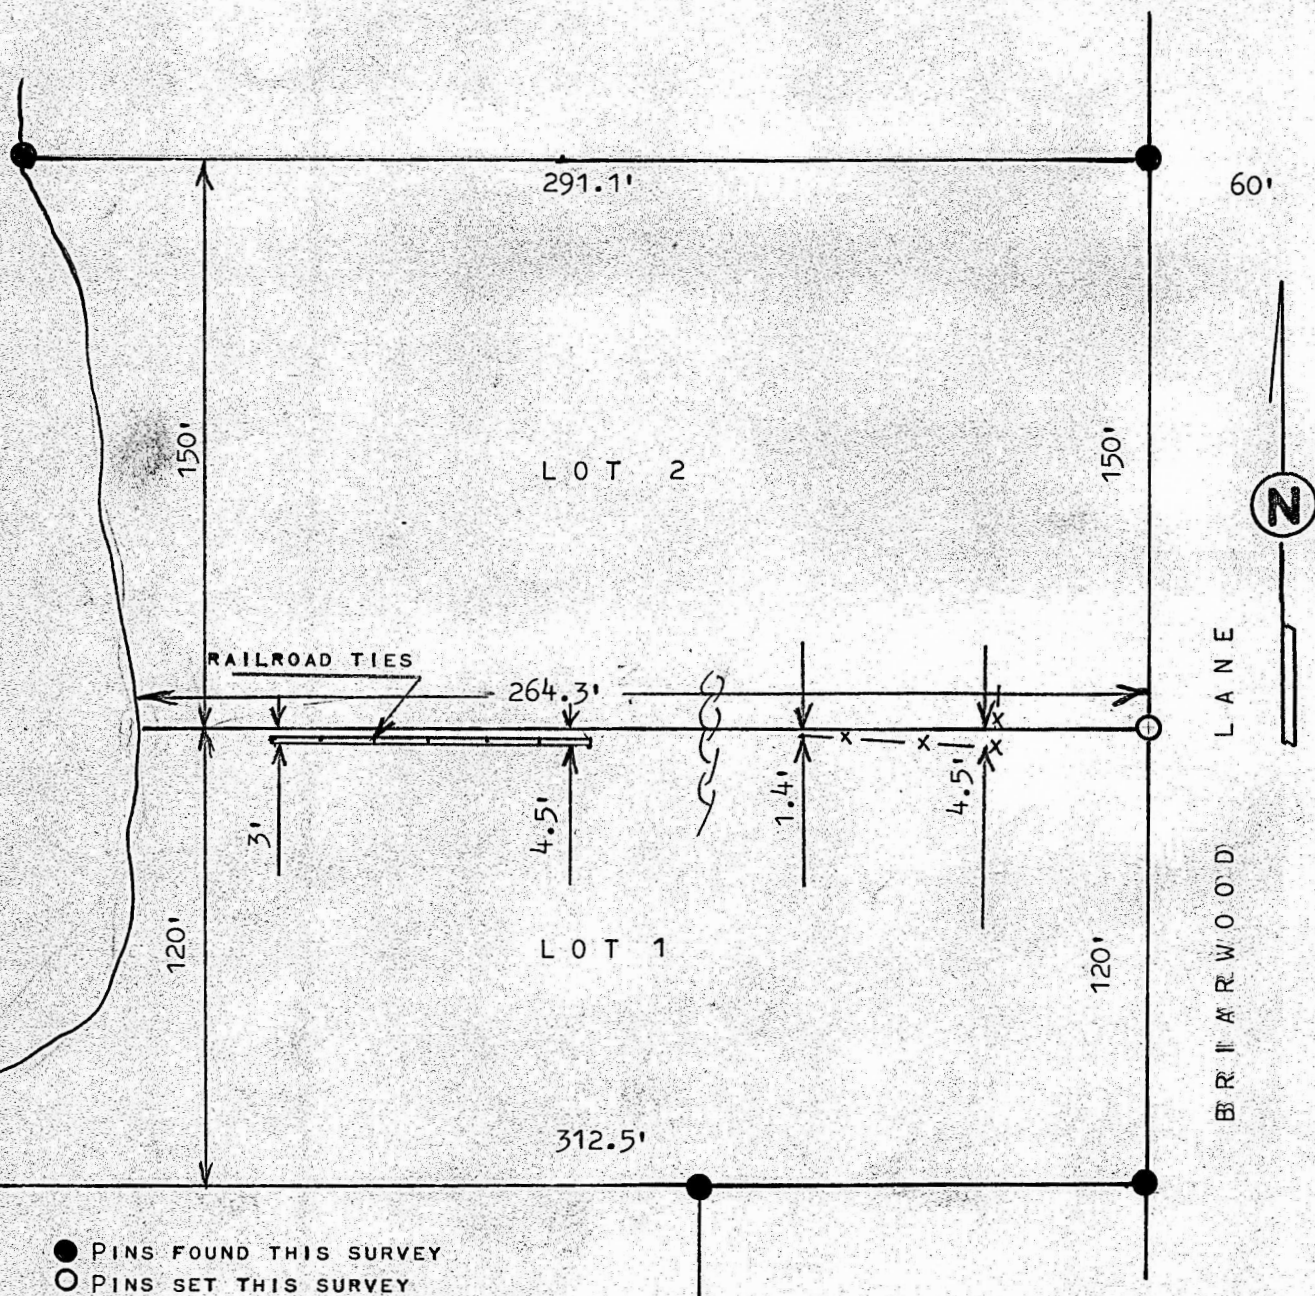 291.1'
60'
150'
150'
LOT 2
N
RAILROAD TIES
264.3'
3'
4.5'
1.4'
4.5'
x x x x
120'
LOT 1
120'
BRIARWOOD LANE
312.5'
PINS FOUND THIS SURVEY
PINS SET THIS SURVEY